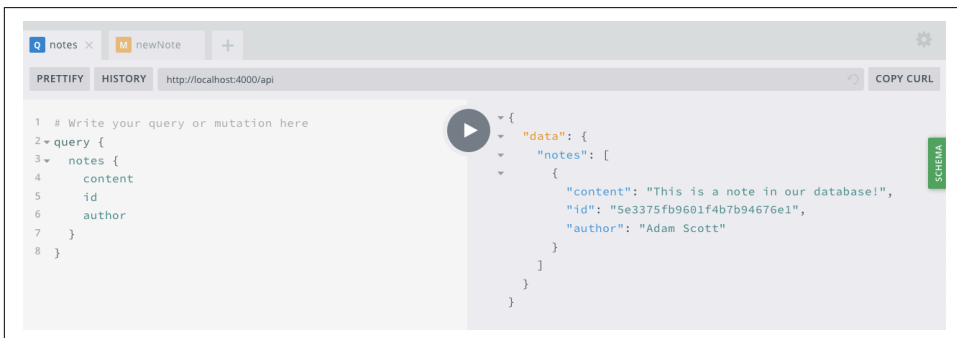 Q notes ×
M newNote
+
PRETTIFY HISTORY http://localhost:4000/api COPY CURL
1 # Write your query or mutation here
2 query {
3 notes {
4 content
5 id
6 author
7 }
8 }
{
"data": {
"notes": [
{
"content": "This is a note in our database!",
"id": "5e3375fb9601f4b7b94676e1",
"author": "Adam Scott"
}
]
}
}
SCHEMA